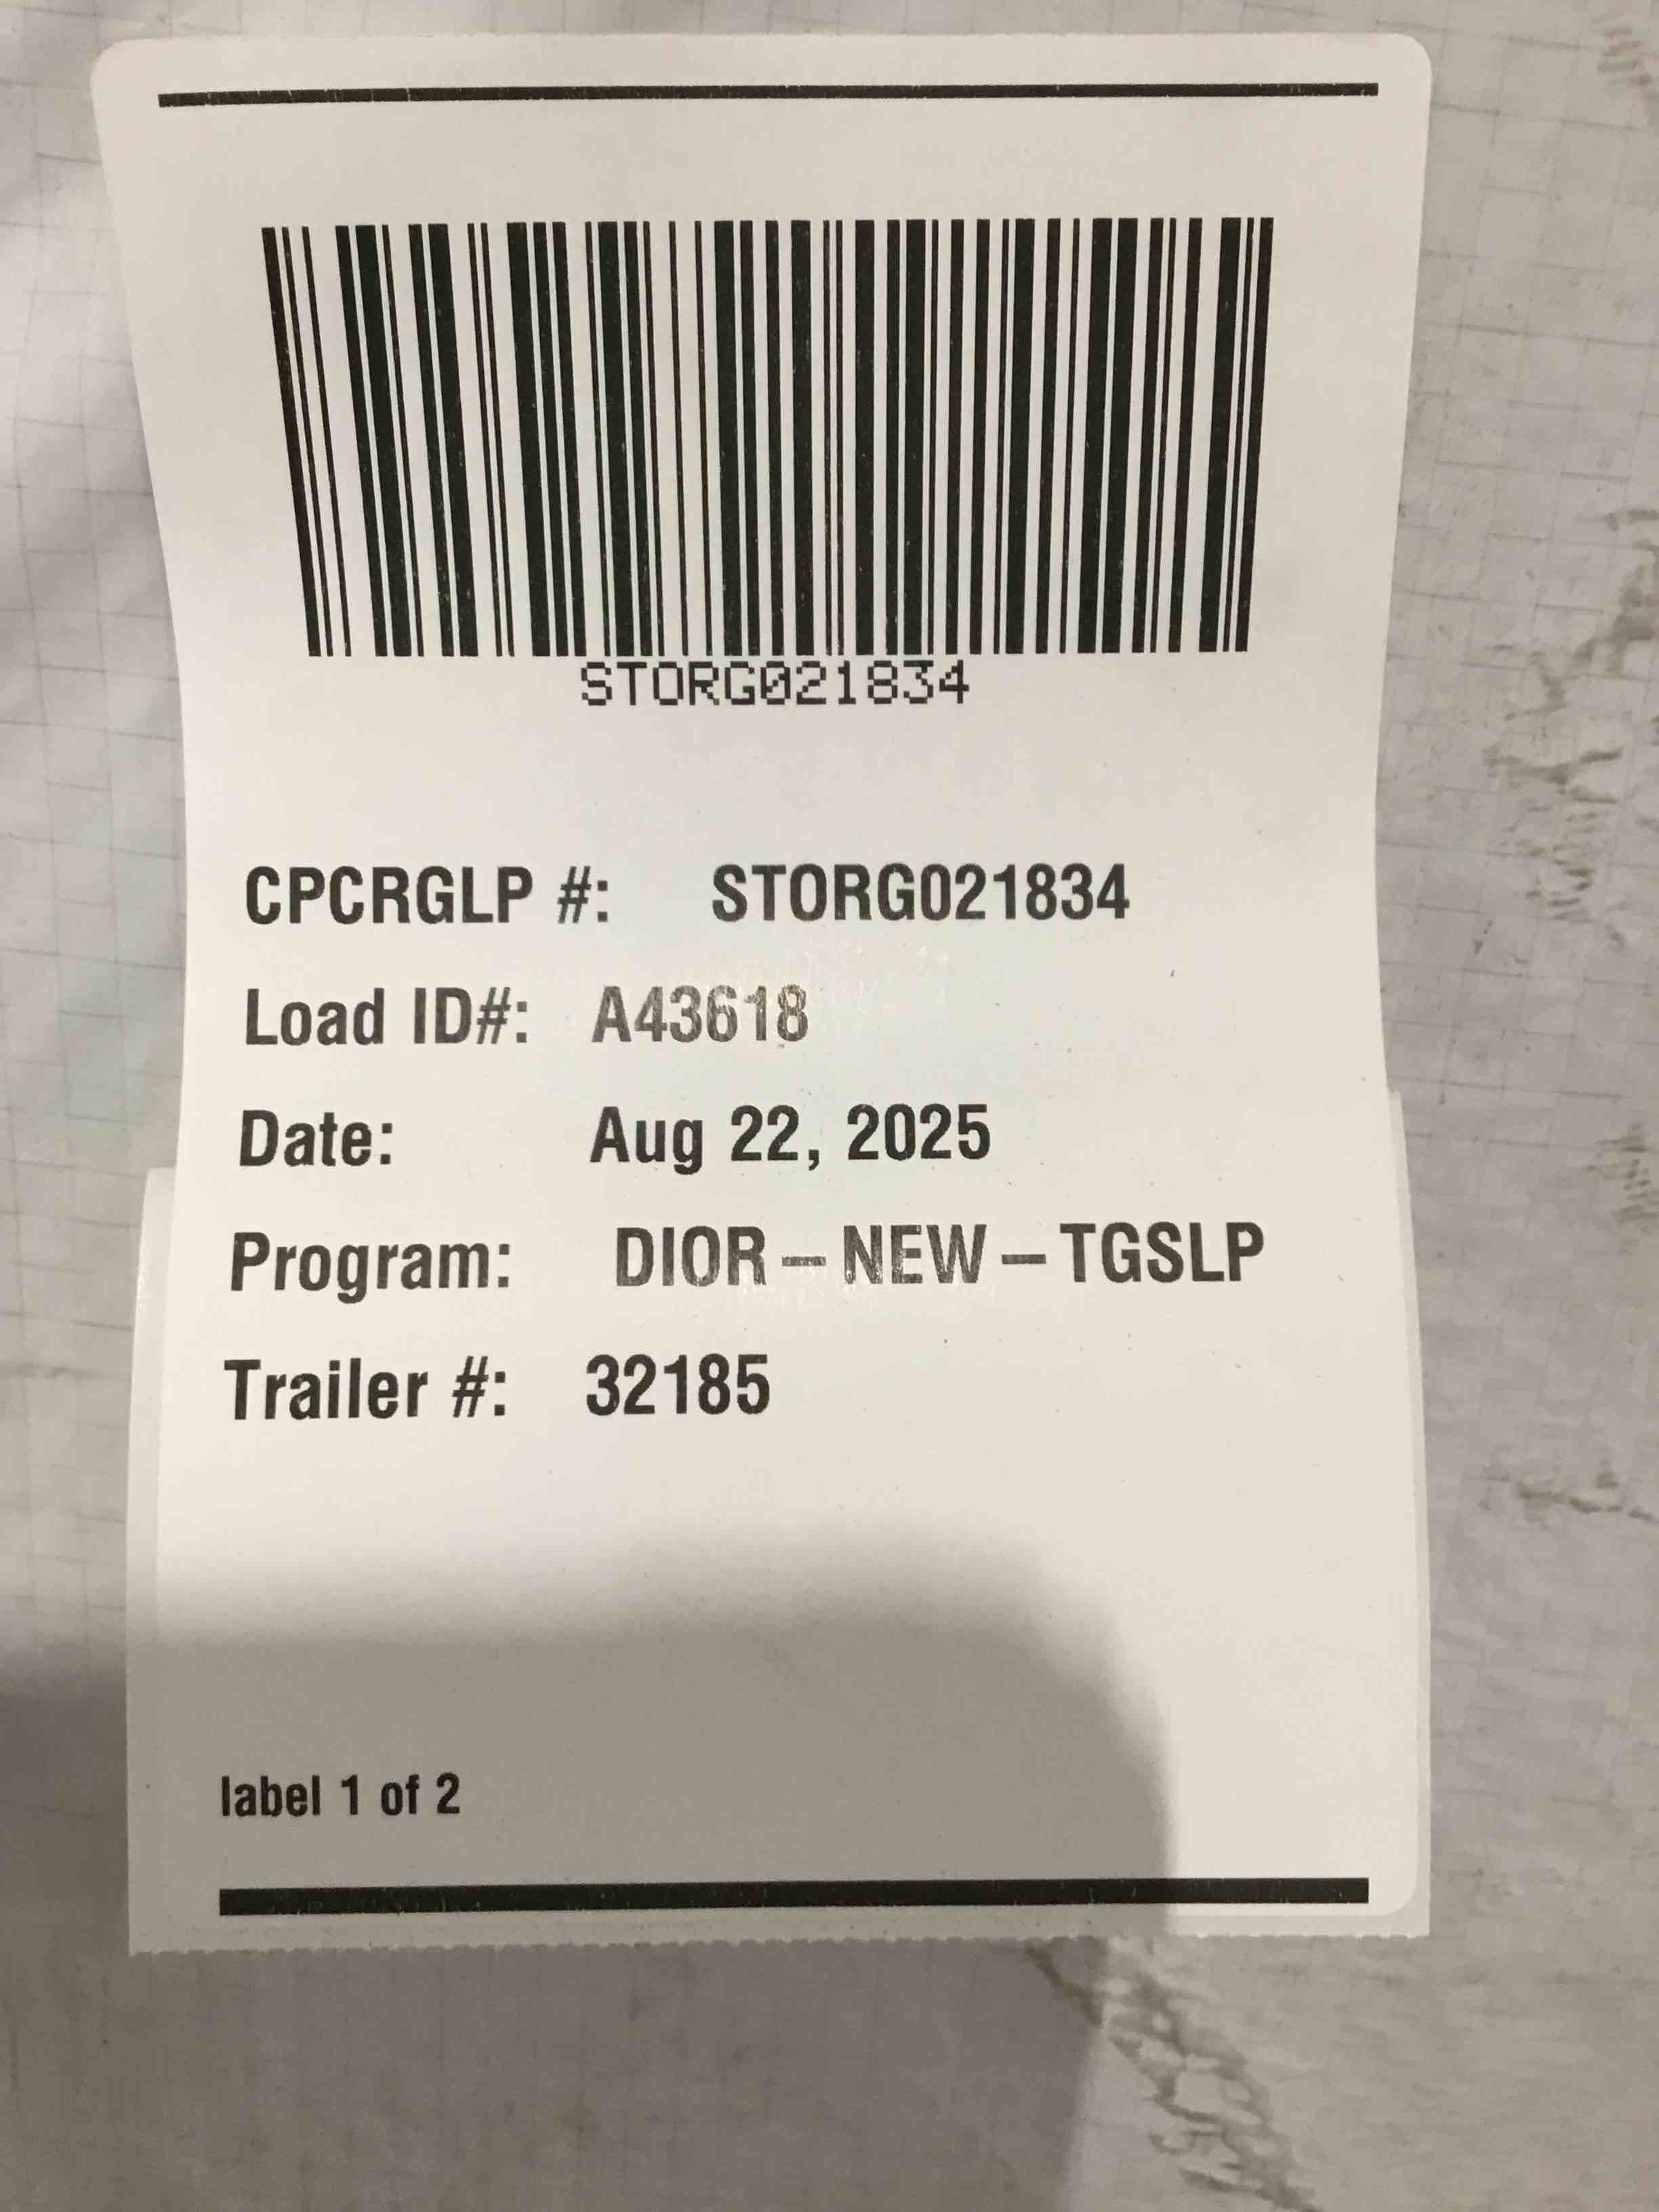 STORG021834
CPCRGLP #: STORG021834
Load ID#: A43618
Date: Aug 22, 2025
Program: DIOR – NEW – TGSLP
Trailer #: 32185
label 1 of 2